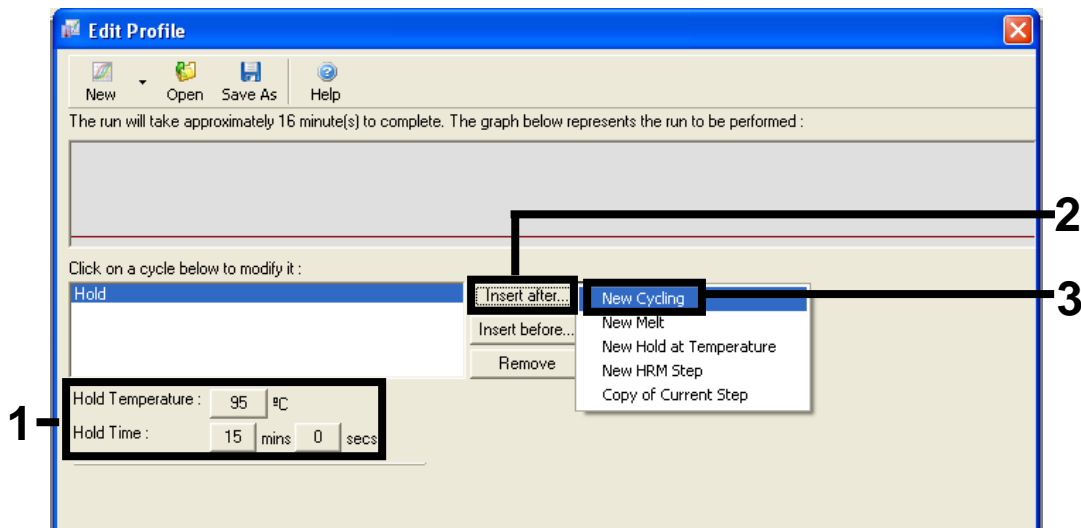 Edit Profile
New Open Save As Help
The run will take approximately 16 minute(s) to complete. The graph below represents the run to be performed :
2
Click on a cycle below to modify it :
Hold
Insert after...
New Cycling
3
Insert before...
New Melt
New Hold at Temperature
Remove
New HRM Step
Copy of Current Step
1
Hold Temperature : 95 ºC
Hold Time : 15 mins 0 secs